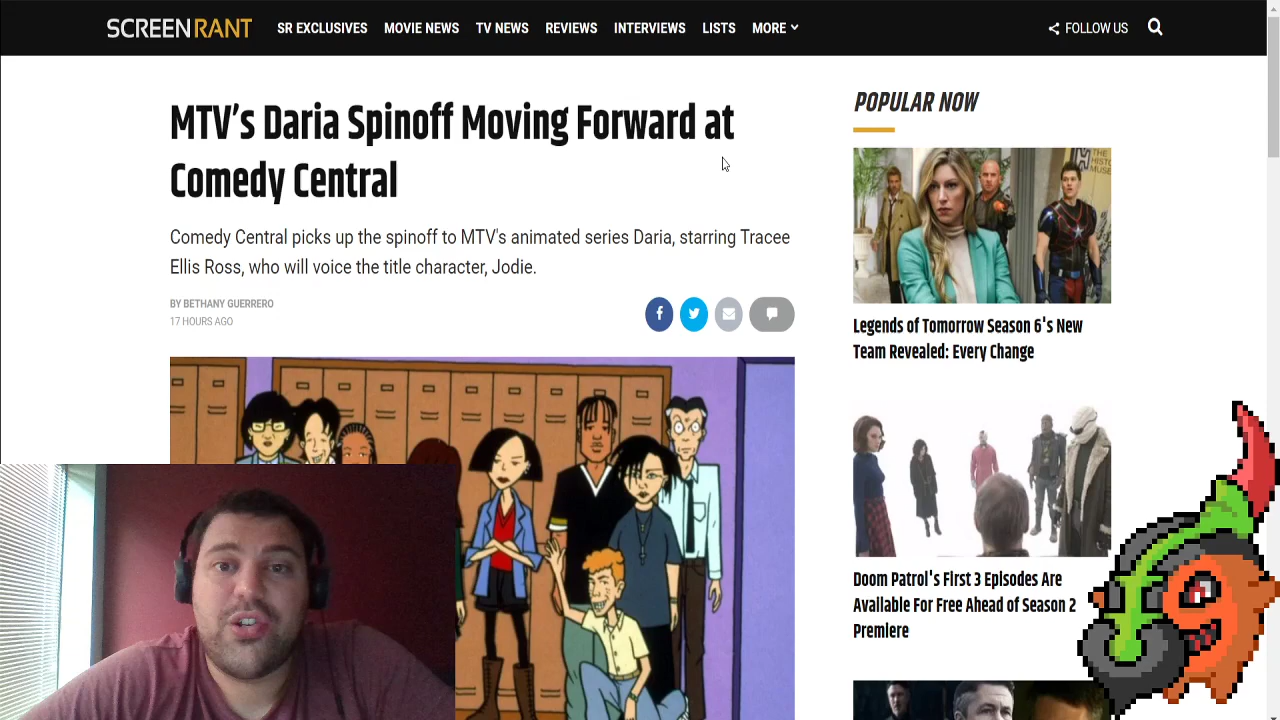 SCREENRANT
SR EXCLUSIVES MOVIE NEWS TV NEWS REVIEWS INTERVIEWS LISTS MORE
FOLLOW US
MTV’s Daria Spinoff Moving Forward at
Comedy Central
Comedy Central picks up the spinoff to MTV's animated series Daria, starring Tracee
Ellis Ross, who will voice the title character, Jodie.
BY BETHANY GUERRERO
17 HOURS AGO
POPULAR NOW
THE
HISTO
MUSE
Legends of Tomorrow Season 6's New
Team Revealed: Every Change
Doom Patrol's First 3 Episodes Are
Available For Free Ahead of Season 2
Premiere